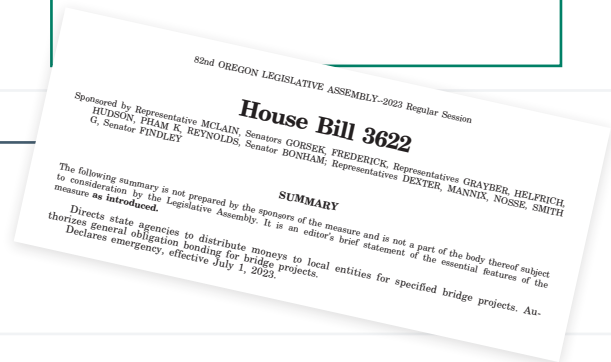 82nd OREGON LEGISLATIVE ASSEMBLY--2023 Regular Session
House Bill 3622
Sponsored by Representative MCLAIN, Senators GORSEK, FREDERICK, Representatives GRAYBER, HELFRICH,
HUDSON, PHAM K, REYNOLDS, Senator BONHAM; Representatives DEXTER, MANNIX, NOSSE, SMITH
G, Senator FINDLEY
SUMMARY
The following summary is not prepared by the sponsors of the measure and is not a part of the body thereof subject
to consideration by the Legislative Assembly. It is an editor's brief statement of the essential features of the
measure as introduced.
Directs state agencies to distribute moneys to local entities for specified bridge projects. Au-
thorizes general obligation bonding for bridge projects.
Declares emergency, effective July 1, 2023.